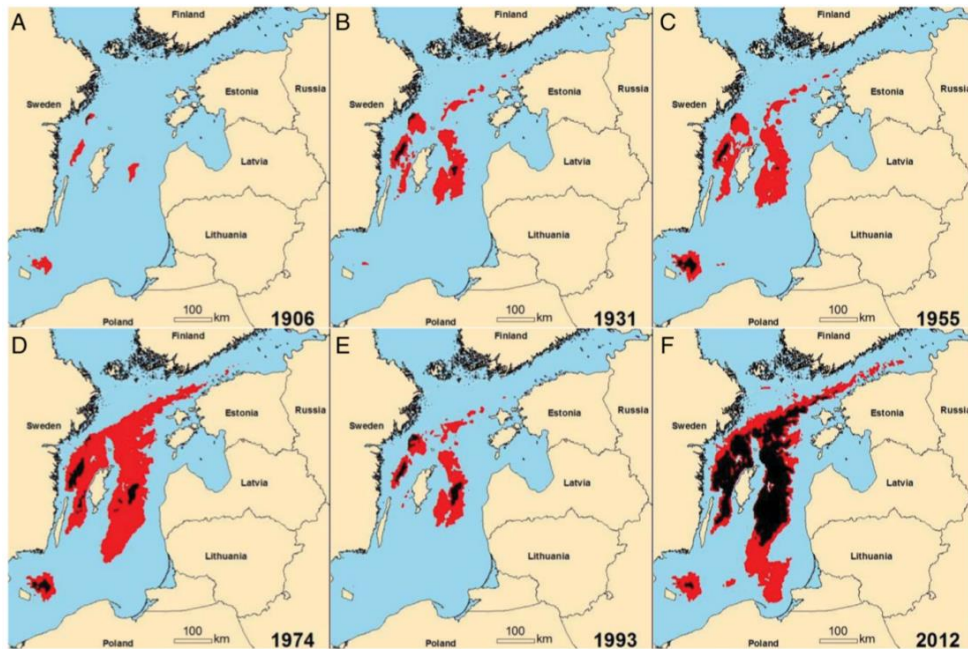 A
Finland
Sweden
Estonia
Russia
Latvia
Lithuania
Poland
100
km
1906
B
Finland
Sweden
Estonia
Russia
Latvia
Lithuania
Poland
100
km
1931
C
Finland
Sweden
Estonia
Russia
Latvia
Lithuania
Poland
100
km
1955
D
Finland
Sweden
Estonia
Russia
Latvia
Lithuania
Poland
100
km
1974
E
Finland
Sweden
Estonia
Russia
Latvia
Lithuania
Poland
100
km
1993
F
Finland
Sweden
Estonia
Russia
Latvia
Lithuania
Poland
100
km
2012